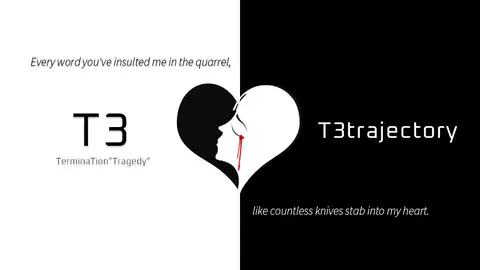 Every word you've insulted me in the quarrel,
T3
TerminaTion"Tragedy"
T3trajectory
like countless knives stab into my heart.